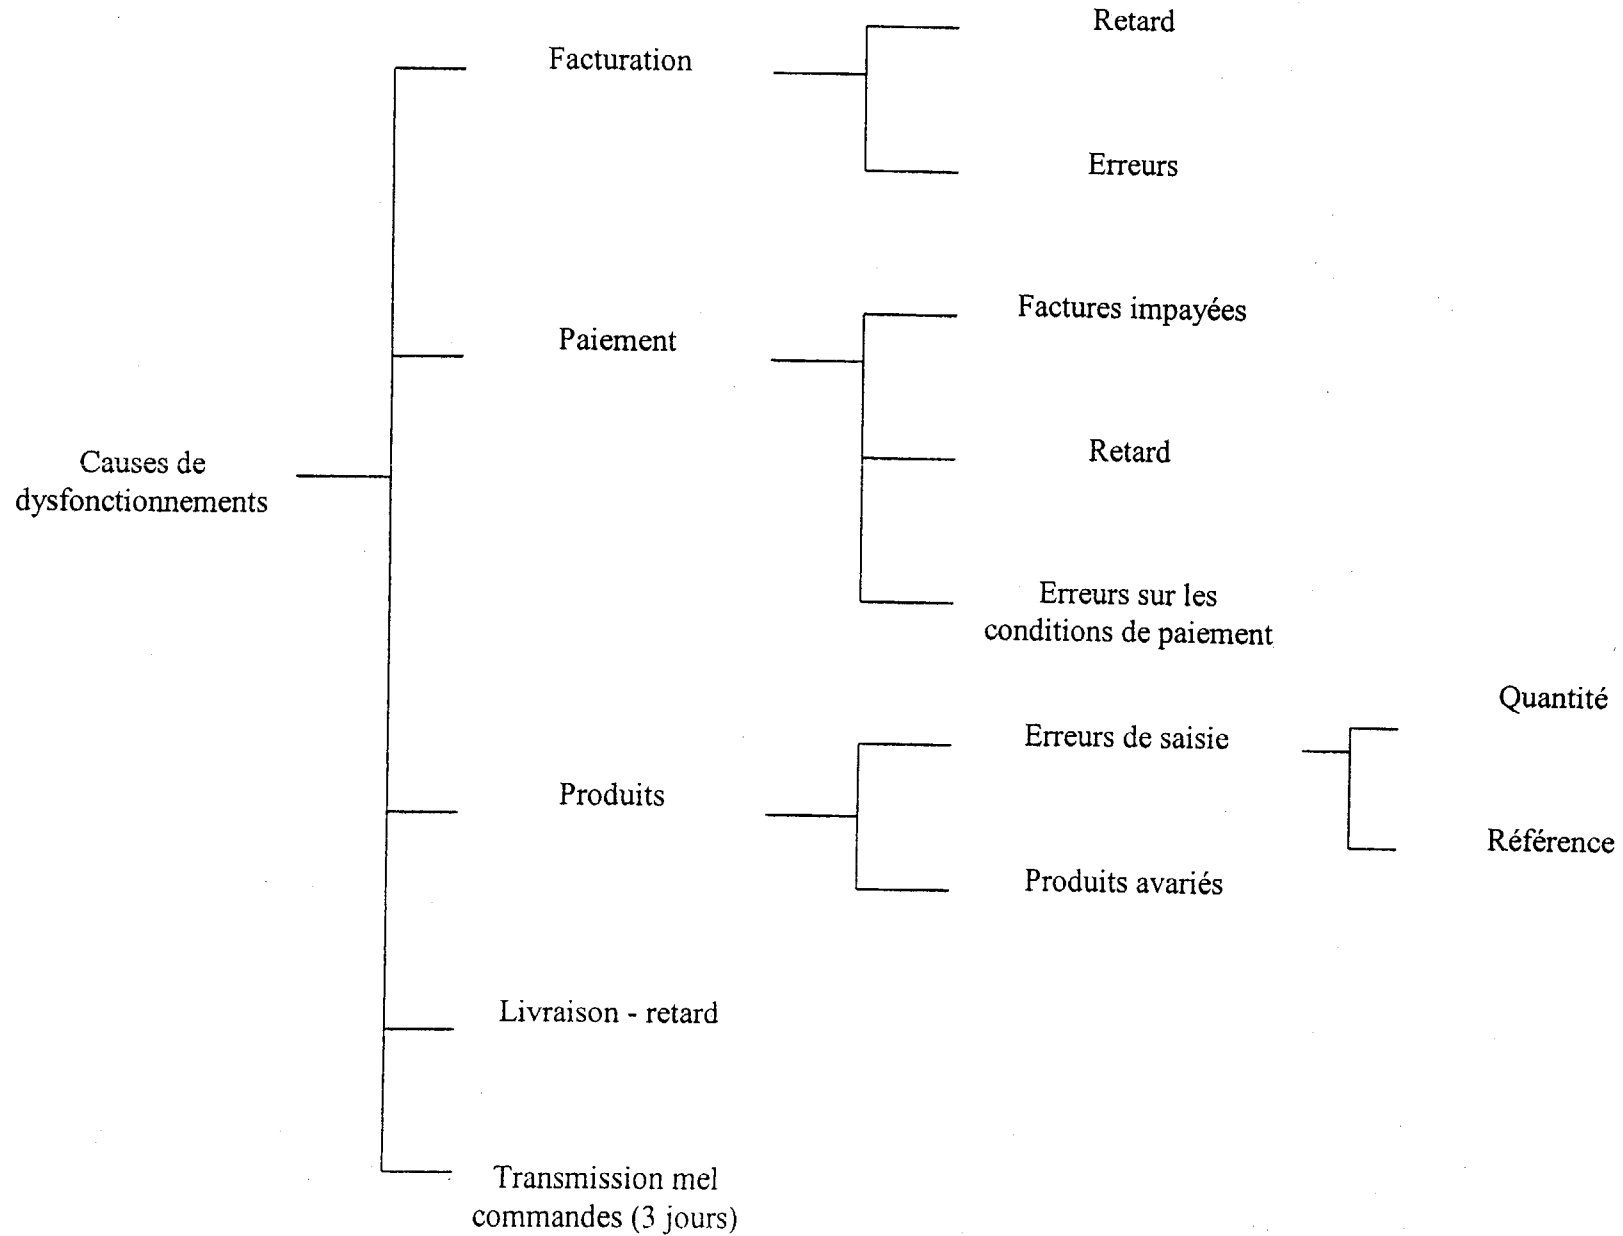 Retard
Facturation
Erreurs
Factures impayées
Paiement
Retard
Causes de
dysfonctionnements
Erreurs sur les
conditions de paiement
Quantité
Erreurs de saisie
Produits
Référence
Produits avariés
Livraison - retard
Transmission mel
commandes (3 jours)